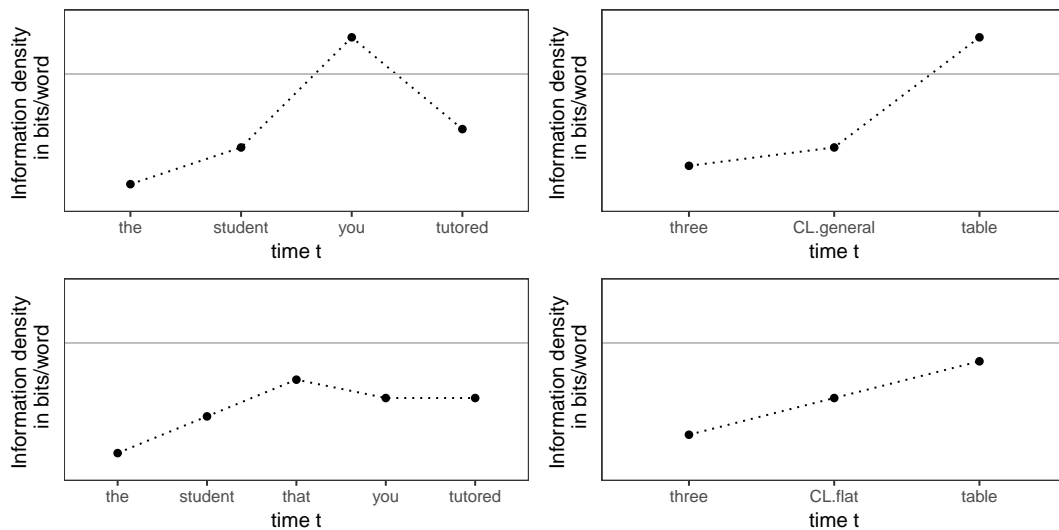 Information density
in bits/word
the student you tutored
time t
Information density
in bits/word
three CL.general table
time t
Information density
in bits/word
the student that you tutored
time t
Information density
in bits/word
three CL.flat table
time t